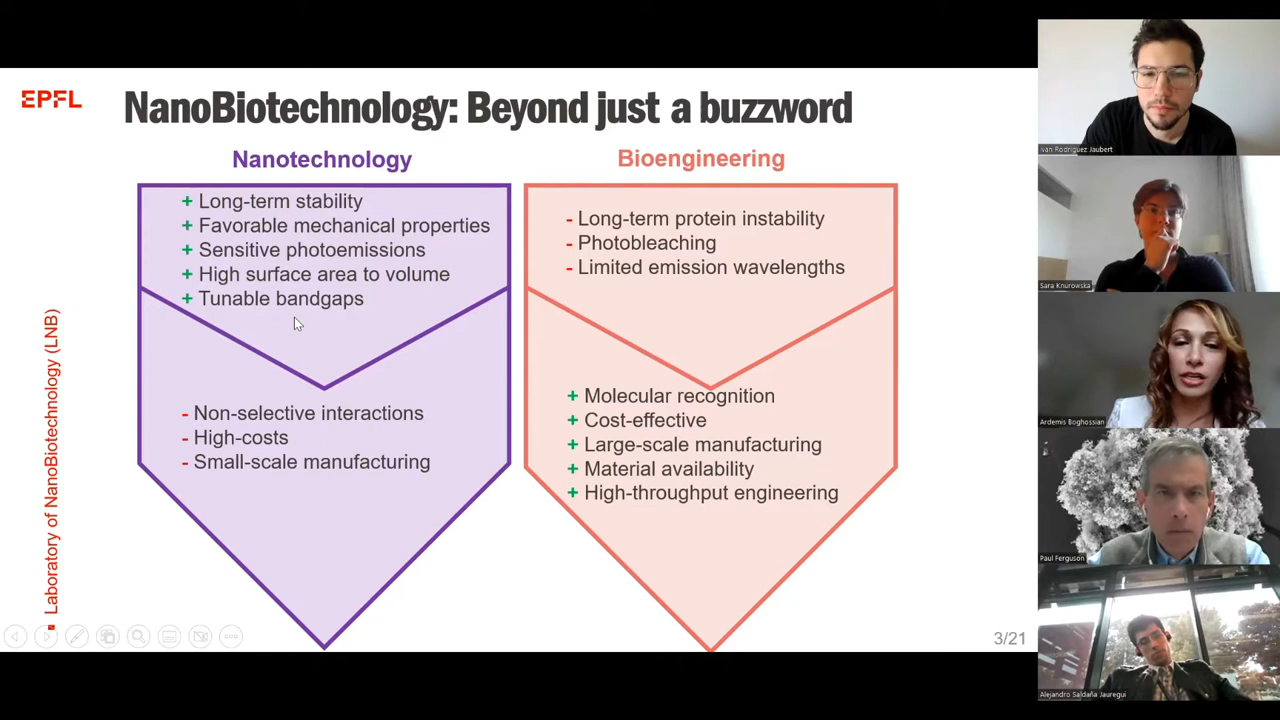 EPFL
NanoBiotechnology: Beyond just a buzzword
Nanotechnology
+ Long-term stability
+ Favorable mechanical properties
+ Sensitive photoemissions
+ High surface area to volume
+ Tunable bandgaps
- Non-selective interactions
- High-costs
- Small-scale manufacturing
Bioengineering
- Long-term protein instability
- Photobleaching
- Limited emission wavelengths
+ Molecular recognition
+ Cost-effective
+ Large-scale manufacturing
+ Material availability
+ High-throughput engineering
Laboratory of NanoBiotechnology (LNB)
3/21
Ivan Rodriguez Jaubert
Sara Knurowska
Ardemis Boghossian
Paul Ferguson
Alejandro Saldaña Jauregui